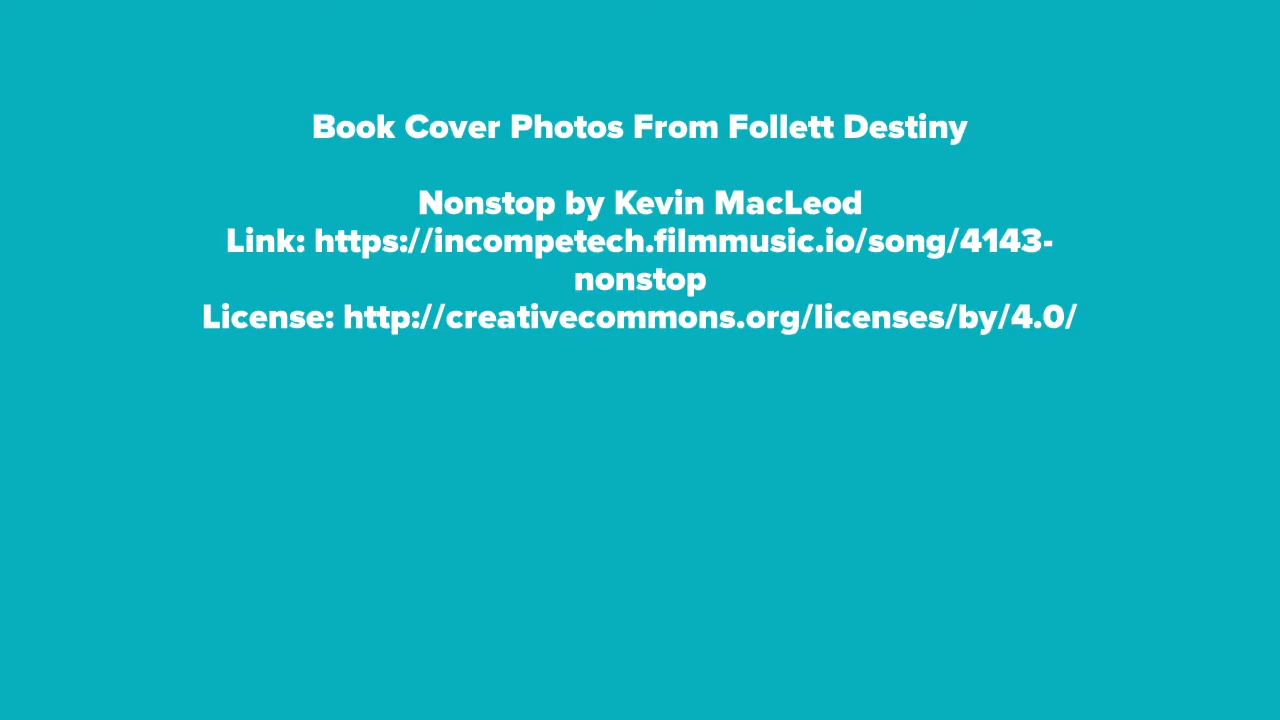 Book Cover Photos From Follett Destiny
Nonstop by Kevin MacLeod
Link: https://incompetech.filmmusic.io/song/4143-
nonstop
License: http://creativecommons.org/licenses/by/4.0/